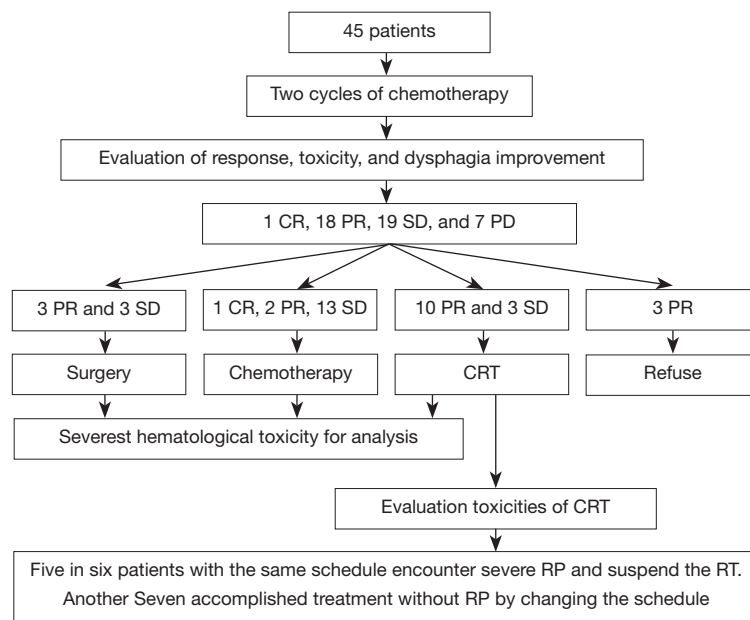 45 patients
Two cycles of chemotherapy
Evaluation of response, toxicity, and dysphagia improvement
1 CR, 18 PR, 19 SD, and 7 PD
3 PR and 3 SD
1 CR, 2 PR, 13 SD
10 PR and 3 SD
3 PR
Surgery
Chemotherapy
CRT
Refuse
Severest hematological toxicity for analysis
Evaluation toxicities of CRT
Five in six patients with the same schedule encounter severe RP and suspend the RT.
Another Seven accomplished treatment without RP by changing the schedule